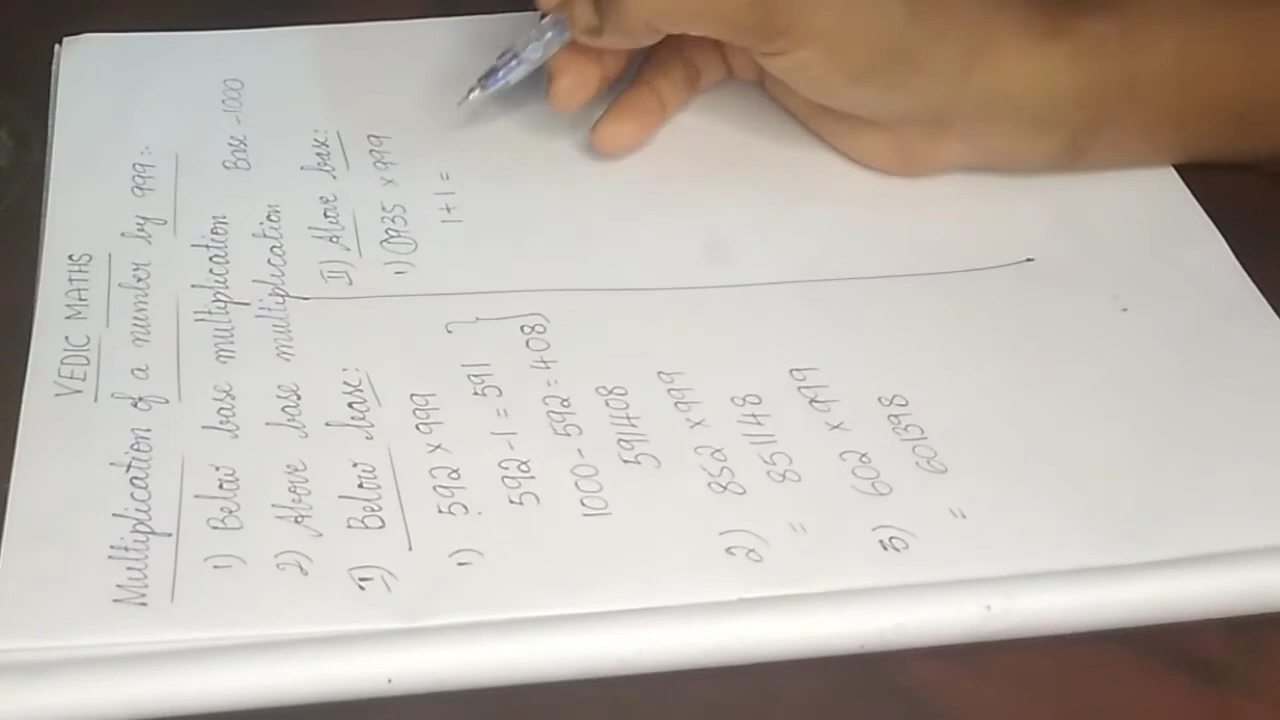 VEDIC MATHS
Multiplication of a number by 999:-
1) Below base multiplication
Base - 1000
2) Above base multiplication
I) Below base:
1) 592 × 999
592 - 1 = 591
1000 - 592 = 408
591408
2) 852 × 999
= 851148
3) 602 × 999
= 601398
II) Above base:
1) 1935 × 999
1 + 1 =